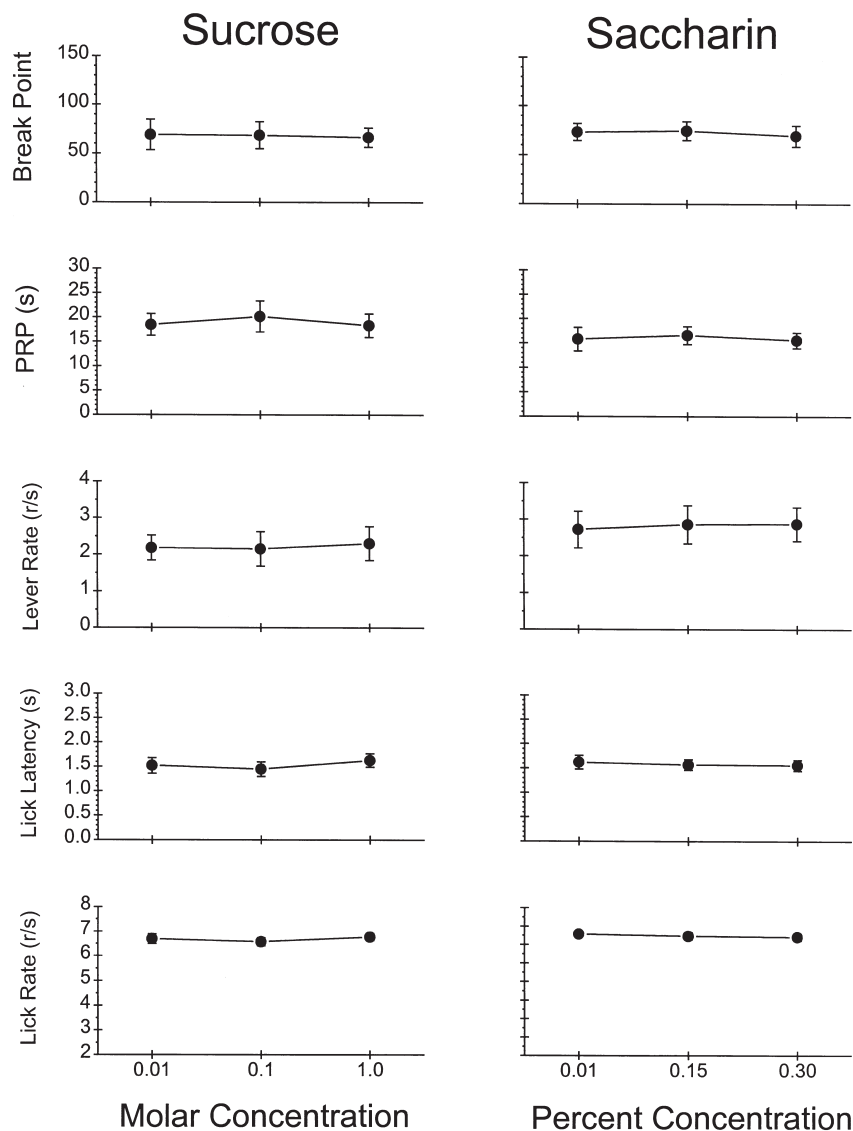 Sucrose
Saccharin
Break Point
150
100
50
0
PRP (s)
30
25
20
15
10
5
0
Lever Rate (r/s)
4
3
2
1
0
Lick Latency (s)
3.0
2.5
2.0
1.5
1.0
0.5
0.0
Lick Rate (r/s)
8
7
6
5
4
3
2
0.01 0.1 1.0
0.01 0.15 0.30
Molar Concentration
Percent Concentration